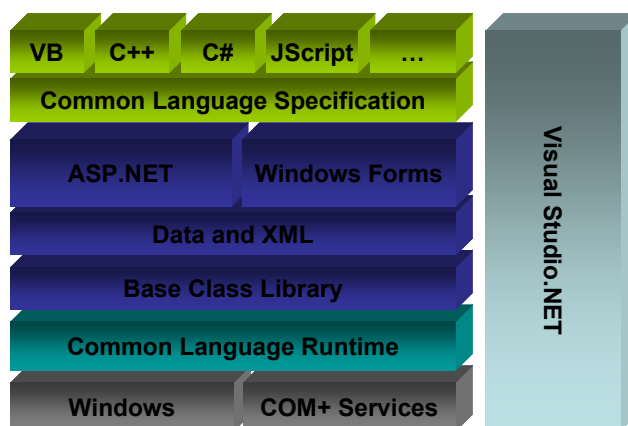 VB C++ C# JScript …
Common Language Specification
ASP.NET Windows Forms
Data and XML
Base Class Library
Common Language Runtime
Windows COM+ Services
Visual Studio.NET